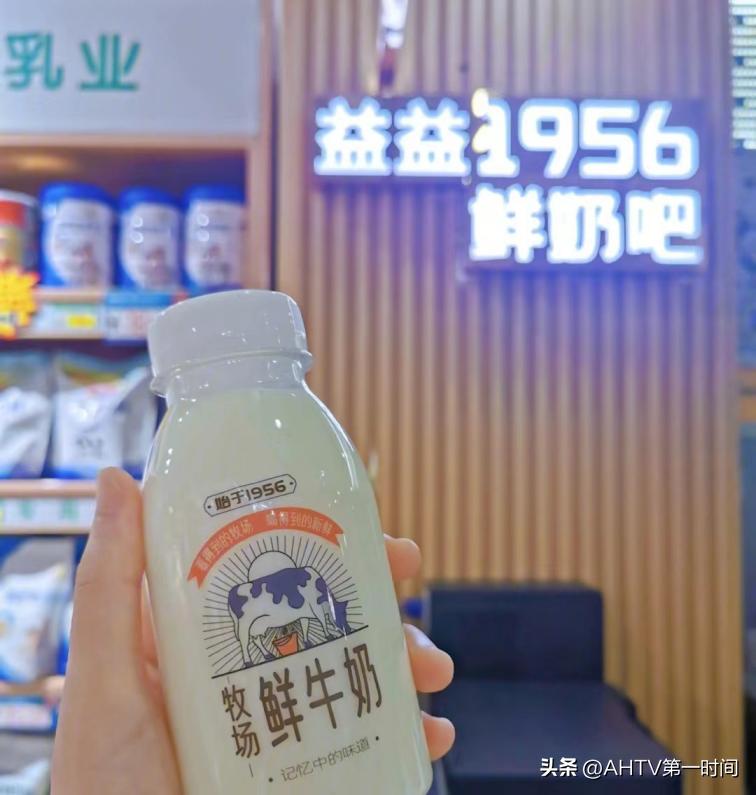 乳业
益益1956
鲜奶吧
始于1956
看得到的牧场 喝得到的新鲜
牧场
鲜牛奶
·记忆中的味道·
头条 @AHTV第一时间